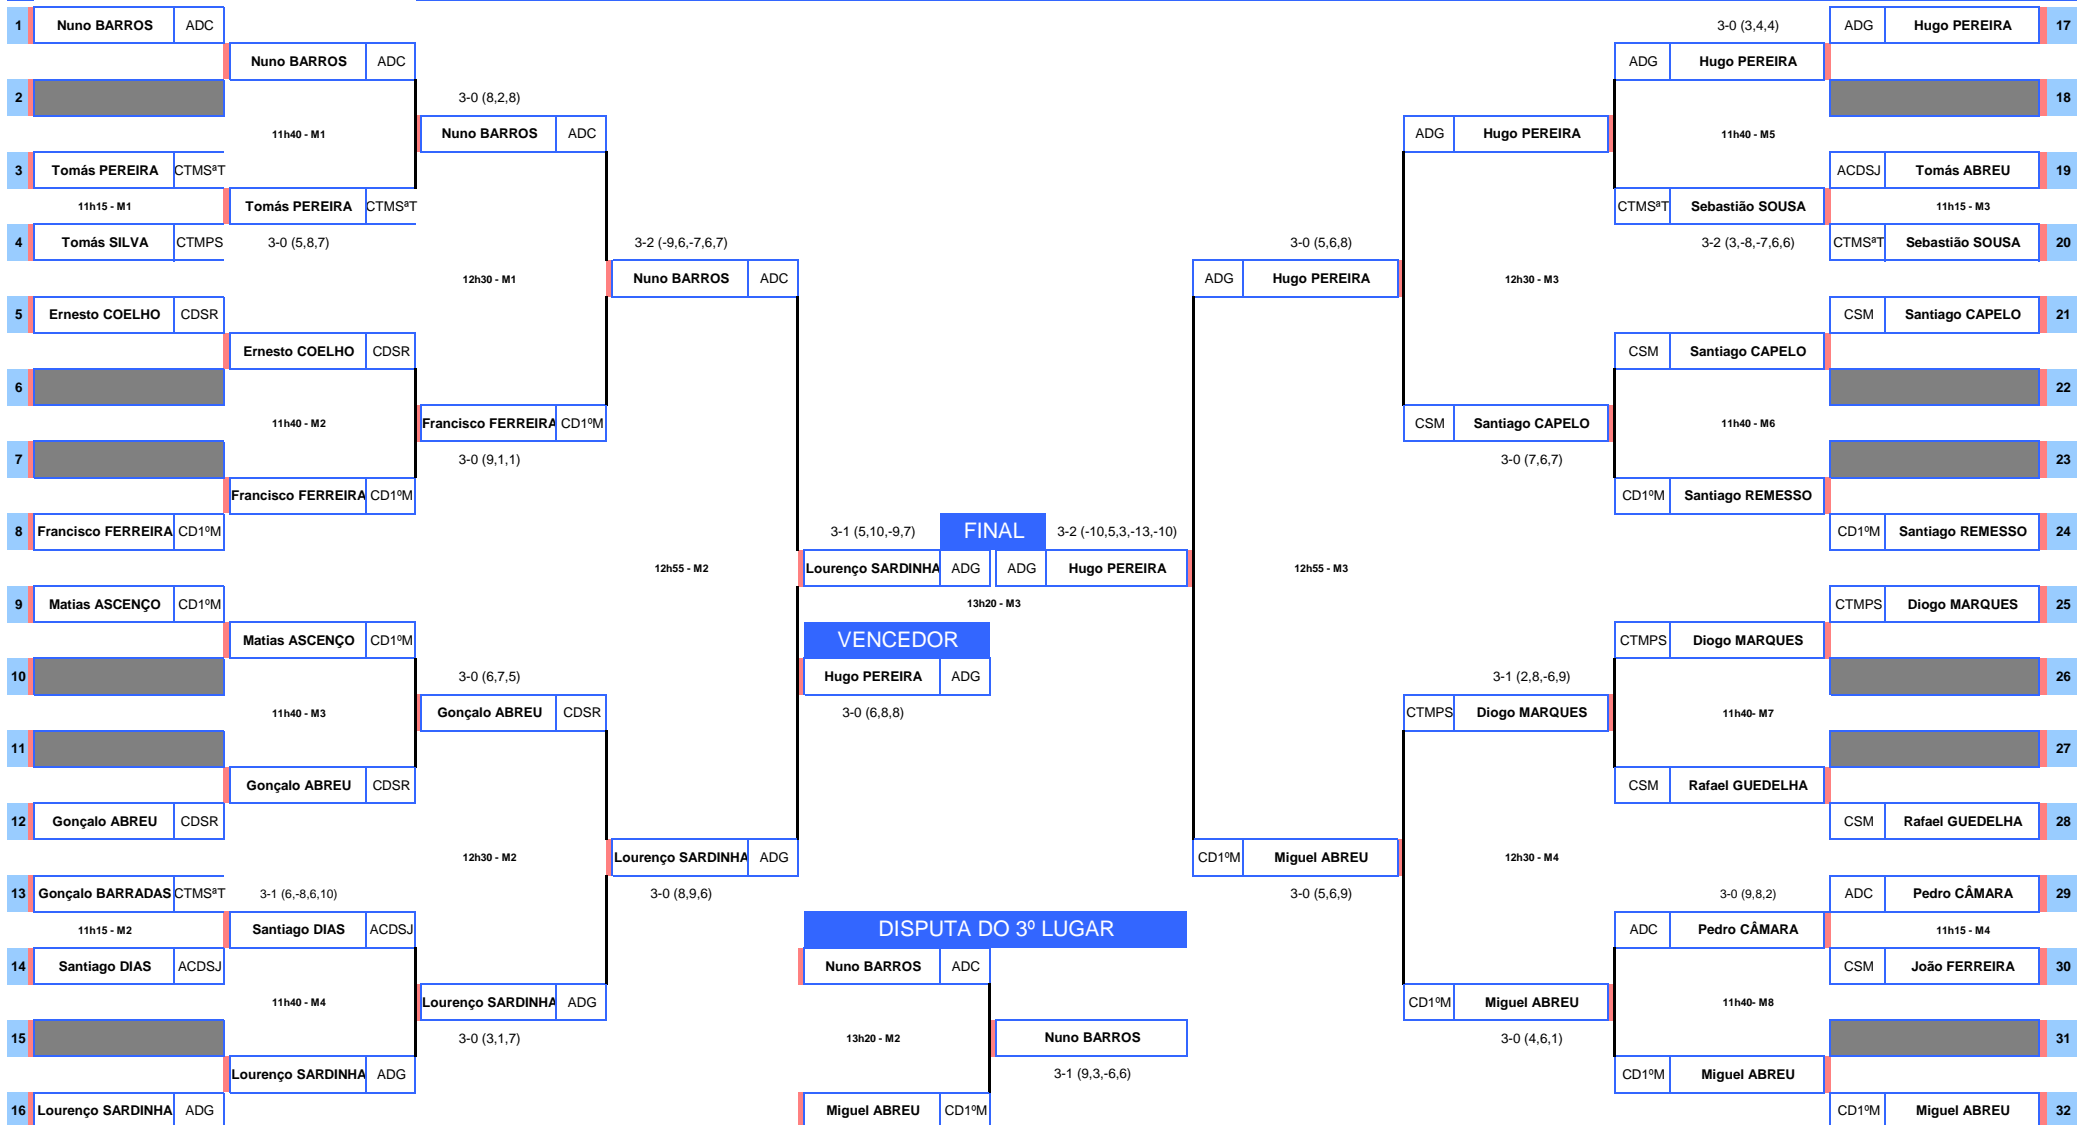 1 Nuno BARROS ADC 3-0 (3,4,4) ADG Hugo PEREIRA 17
Nuno BARROS ADC ADG Hugo PEREIRA
2 3-0 (8,2,8) 18
11h40 - M1 Nuno BARROS ADC ADG Hugo PEREIRA 11h40 - M5
3 Tomás PEREIRA CTMSªT ACDSJ Tomás ABREU 19
11h15 - M1 Tomás PEREIRA CTMSªT CTMSªT Sebastião SOUSA 11h15 - M3
4 Tomás SILVA CTMPS 3-0 (5,8,7) 3-2 (-9,6,-7,6,7) 3-0 (5,6,8) 3-2 (3,-8,-7,6,6) CTMSªT Sebastião SOUSA 20
12h30 - M1 Nuno BARROS ADC ADG Hugo PEREIRA 12h30 - M3
5 Ernesto COELHO CDSR CSM Santiago CAPELO 21
Ernesto COELHO CDSR CSM Santiago CAPELO
6 22
11h40 - M2 Francisco FERREIRA CD1ºM CSM Santiago CAPELO 11h40 - M6
7 3-0 (9,1,1) 3-0 (7,6,7) 23
Francisco FERREIRA CD1ºM CD1ºM Santiago REMESSO
8 Francisco FERREIRA CD1ºM 3-1 (5,10,-9,7) FINAL 3-2 (-10,5,3,-13,-10) CD1ºM Santiago REMESSO 24
12h55 - M2 Lourenço SARDINHA ADG ADG Hugo PEREIRA 12h55 - M3
9 Matias ASCENÇO CD1ºM 13h20 - M3 CTMPS Diogo MARQUES 25
Matias ASCENÇO CD1ºM VENCEDOR CTMPS Diogo MARQUES
10 3-0 (6,7,5) Hugo PEREIRA ADG 3-1 (2,8,-6,9) 26
11h40 - M3 Gonçalo ABREU CDSR 3-0 (6,8,8) CTMPS Diogo MARQUES 11h40- M7
11 27
Gonçalo ABREU CDSR CSM Rafael GUEDELHA
12 Gonçalo ABREU CDSR CSM Rafael GUEDELHA 28
12h30 - M2 Lourenço SARDINHA ADG CD1ºM Miguel ABREU 12h30 - M4
13 Gonçalo BARRADAS CTMSªT 3-1 (6,-8,6,10) 3-0 (8,9,6) 3-0 (5,6,9) 3-0 (9,8,2) ADC Pedro CÂMARA 29
11h15 - M2 Santiago DIAS ACDSJ DISPUTA DO 3º LUGAR ADC Pedro CÂMARA 11h15 - M4
14 Santiago DIAS ACDSJ Nuno BARROS ADC CSM João FERREIRA 30
11h40 - M4 Lourenço SARDINHA ADG CD1ºM Miguel ABREU 11h40- M8
15 3-0 (3,1,7) 13h20 - M2 Nuno BARROS 3-0 (4,6,1) 31
Lourenço SARDINHA ADG 3-1 (9,3,-6,6) CD1ºM Miguel ABREU
16 Lourenço SARDINHA ADG Miguel ABREU CD1ºM CD1ºM Miguel ABREU 32